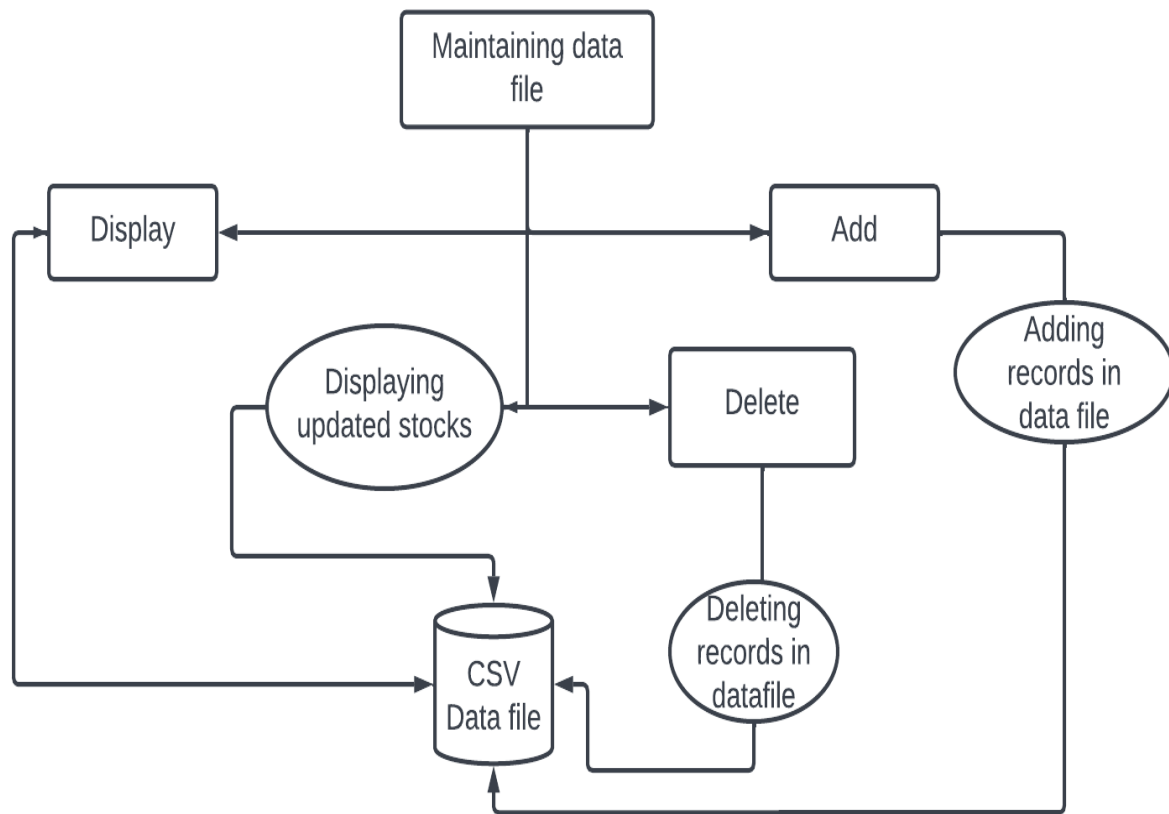 Maintaining data
file
Display
Add
Adding
records in
data file
Displaying
updated stocks
Delete
Deleting
records in
datafile
CSV
Data file